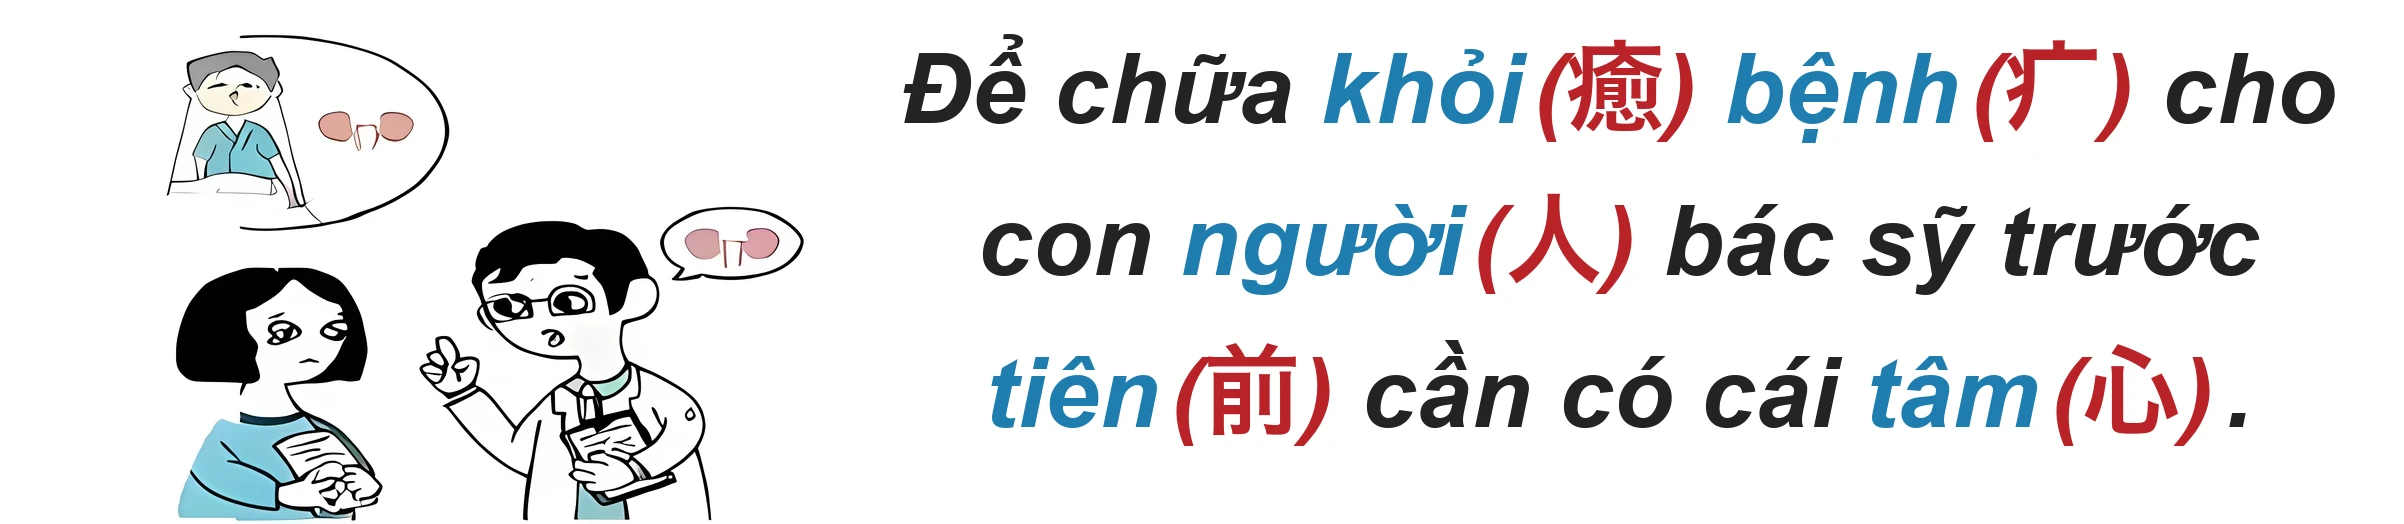 Để chữa khỏi(癒) bệnh(疒) cho
con người(人) bác sỹ trước
tiên(前) cần có cái tâm(心).